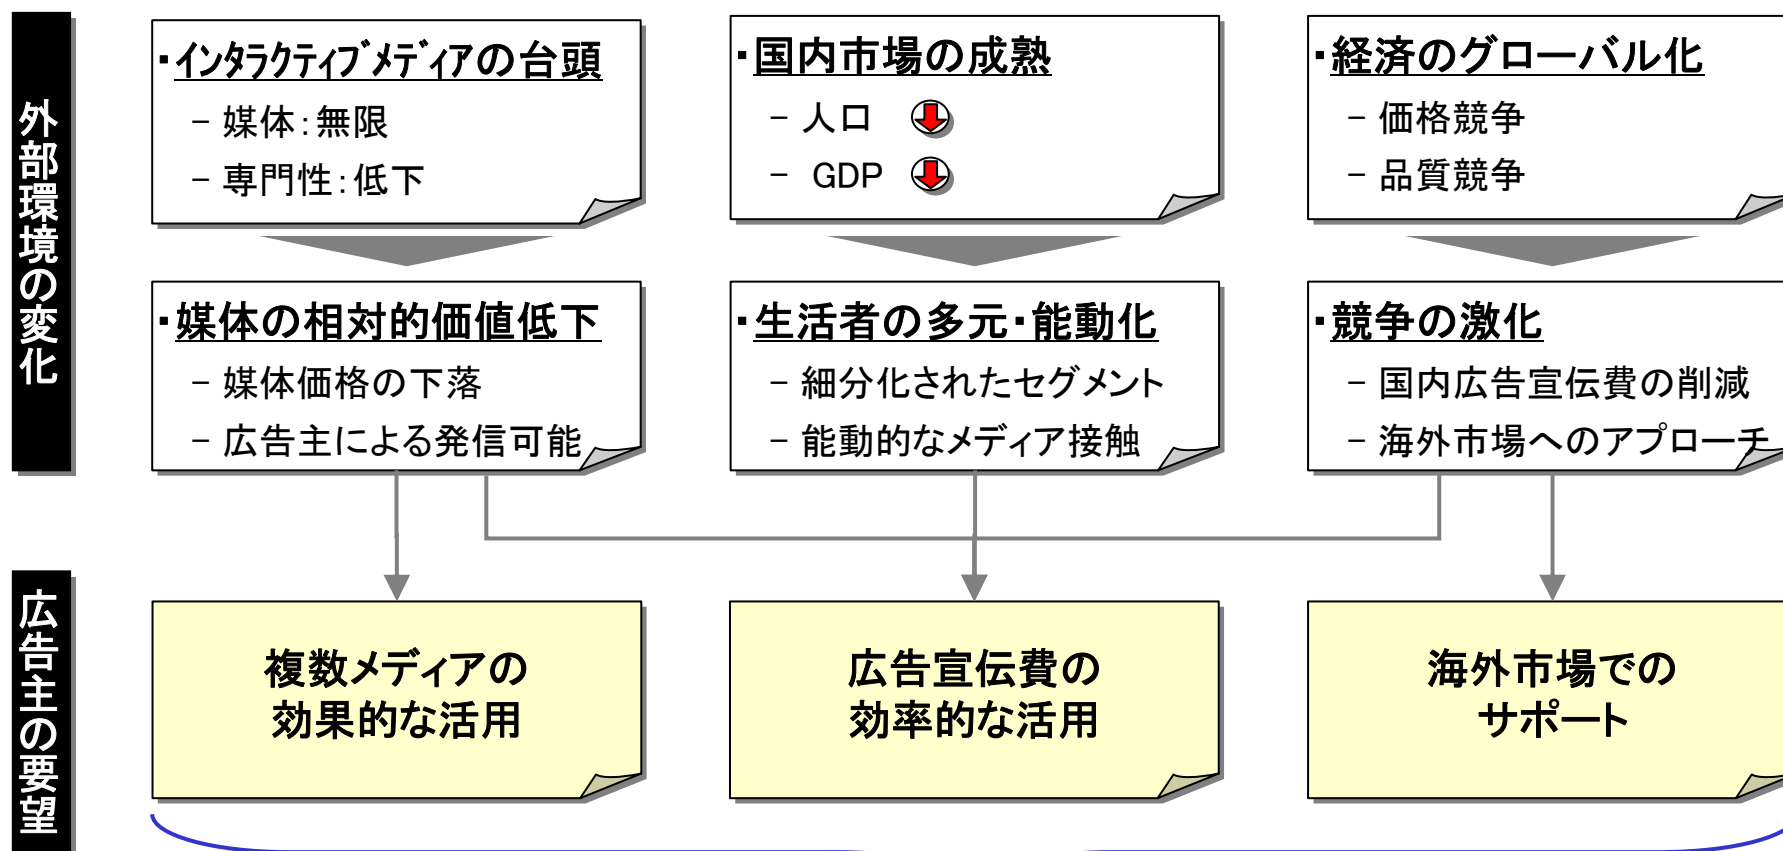 外部環境の変化
・インタラクティブメディアの台頭
－ 媒体：無限
－ 専門性：低下
・国内市場の成熟
－ 人口
－ GDP
・経済のグローバル化
－ 価格競争
－ 品質競争
・媒体の相対的価値低下
－ 媒体価格の下落
－ 広告主による発信可能
・生活者の多元・能動化
－ 細分化されたセグメント
－ 能動的なメディア接触
・競争の激化
－ 国内広告宣伝費の削減
－ 海外市場へのアプローチ
広告主の要望
複数メディアの
効果的な活用
広告宣伝費の
効率的な活用
海外市場での
サポート